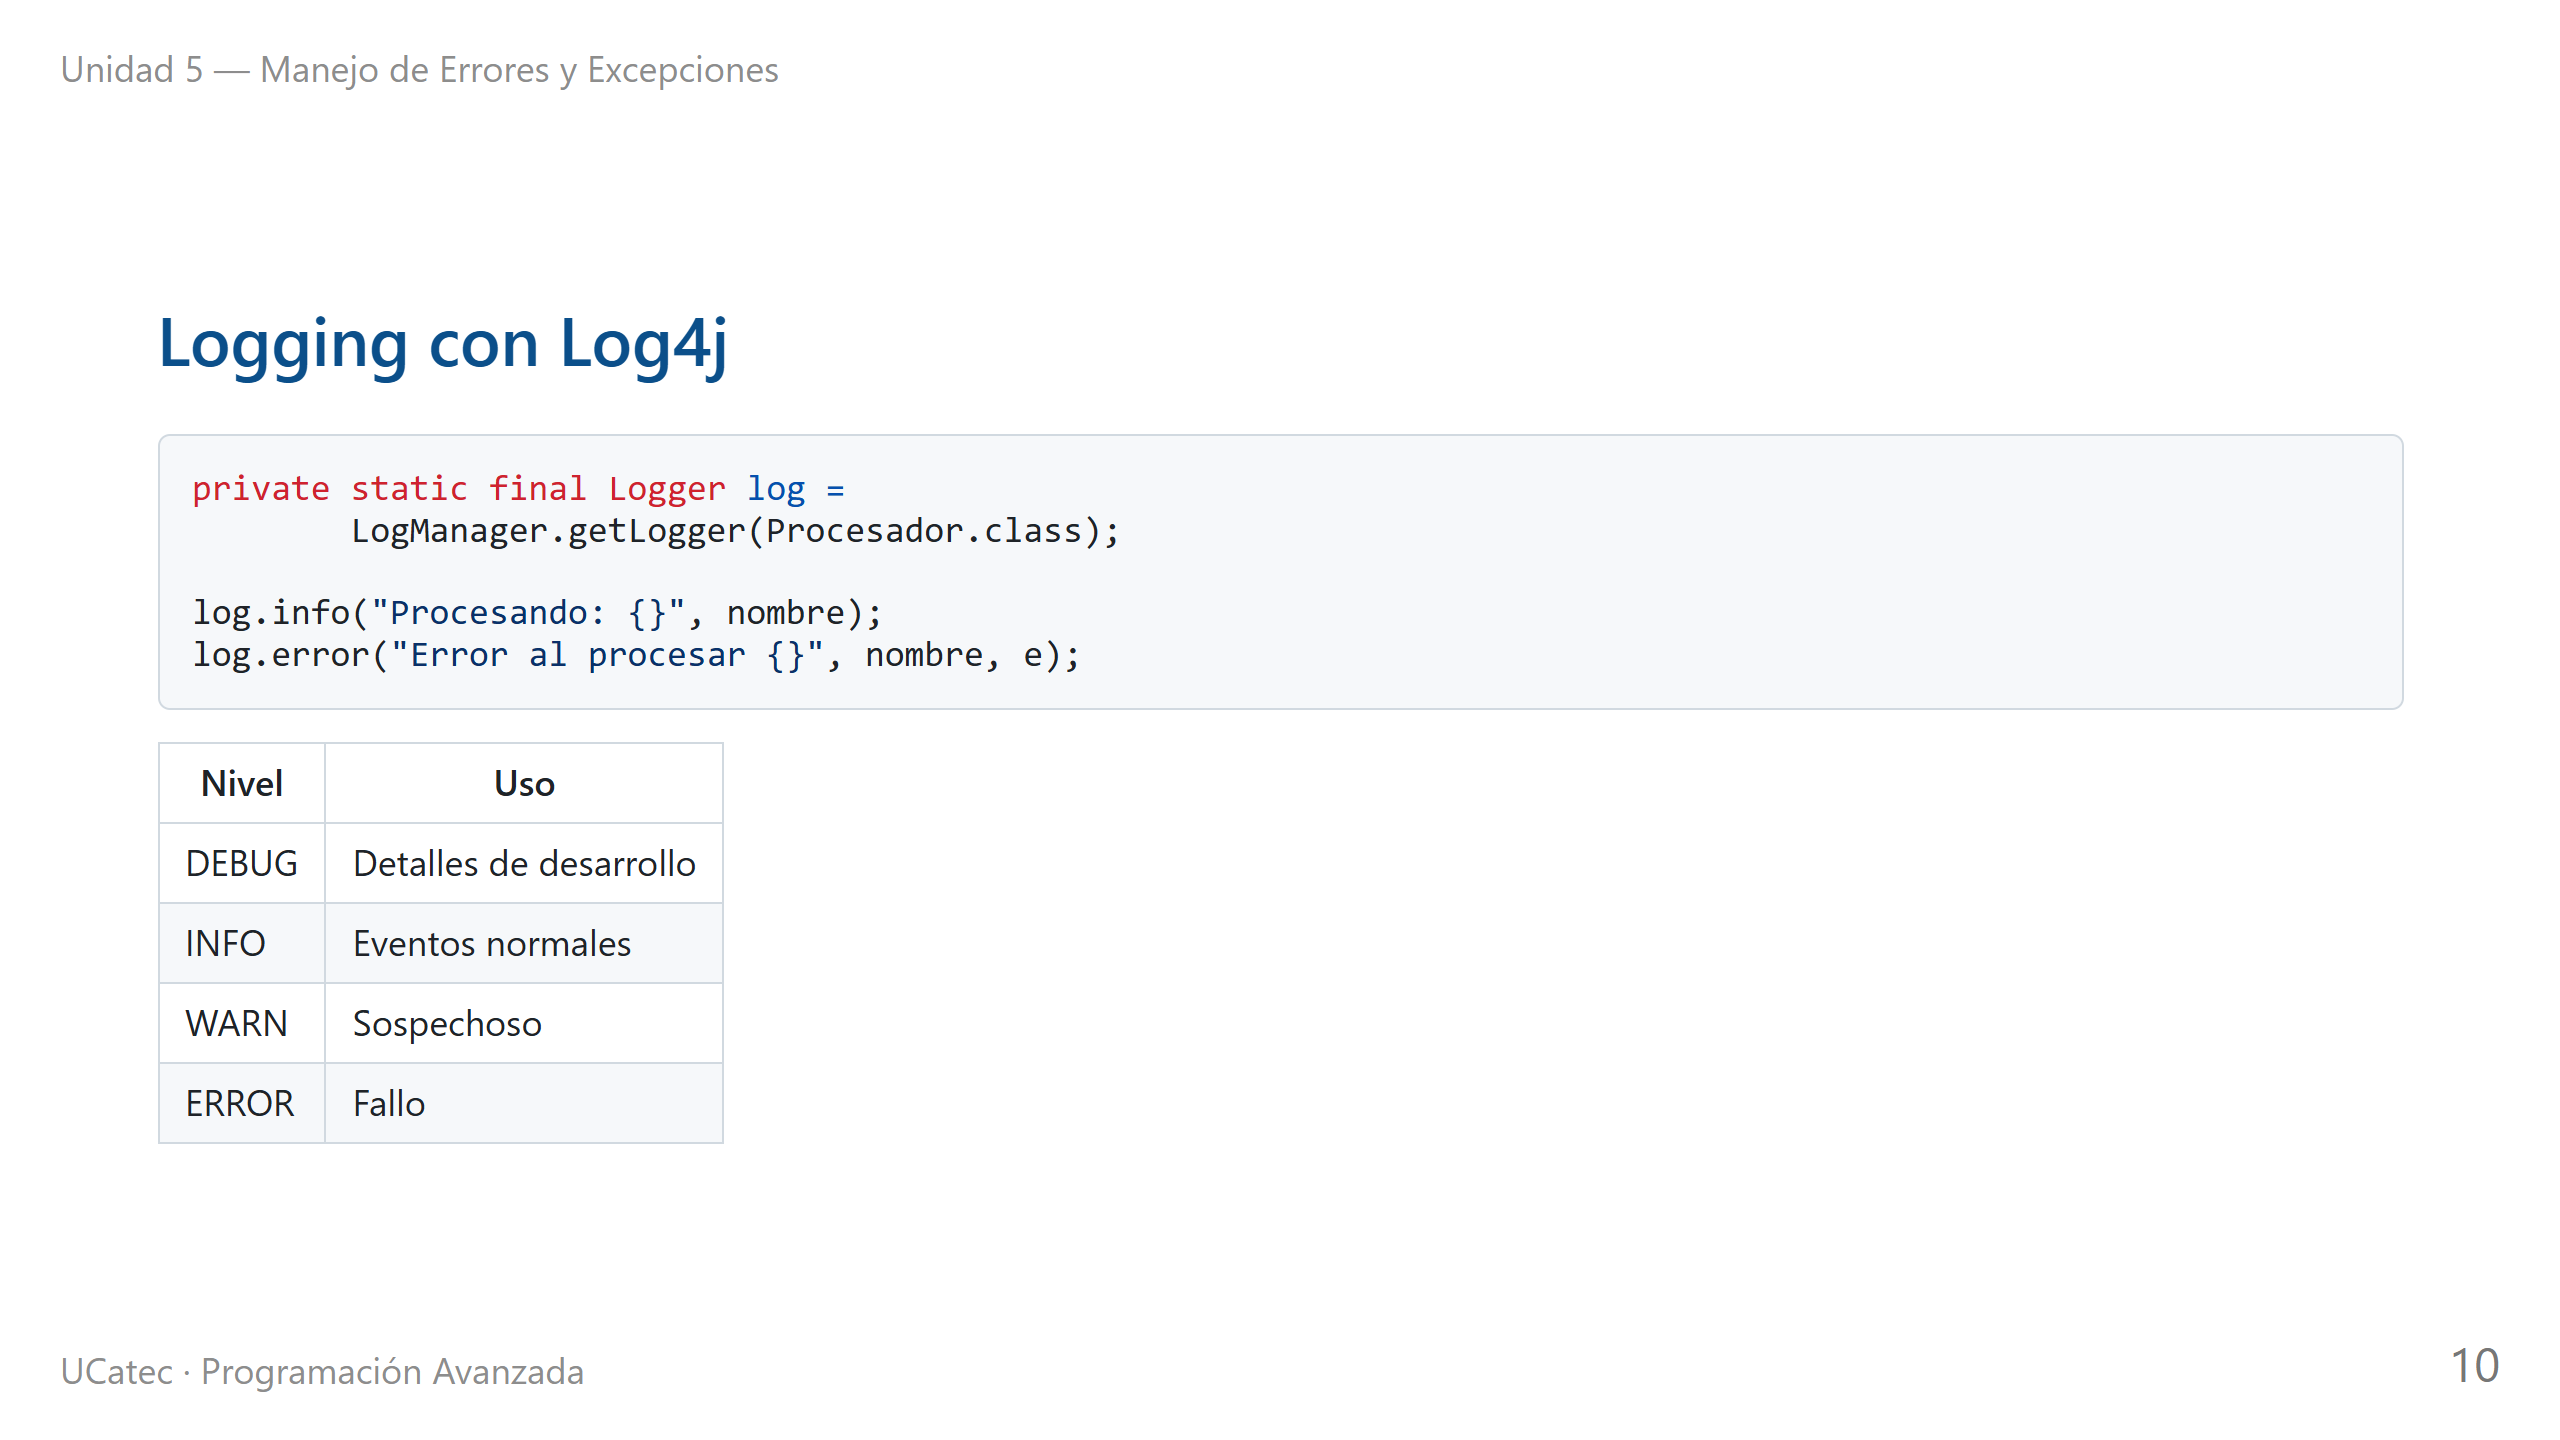 Unidad 5 — Manejo de Errores y Excepciones
Logging con Log4j
private static final Logger log =
        LogManager.getLogger(Procesador.class);
log.info("Procesando: {}", nombre);
log.error("Error al procesar {}", nombre, e);
Nivel Uso
DEBUG Detalles de desarrollo
INFO Eventos normales
WARN Sospechoso
ERROR Fallo
UCatec · Programación Avanzada
10